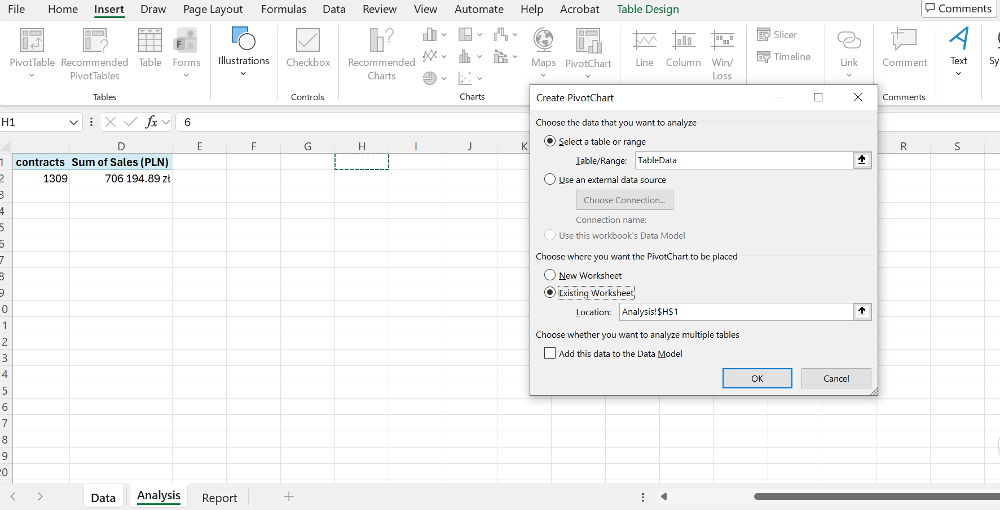 File Home Insert Draw Page Layout Formulas Data Review View Automate Help Acrobat Table Design Comments
PivotTable
Recommended
PivotTables
Table
Forms
Tables
Illustrations
Checkbox
Controls
Recommended
Charts
Maps
PivotChart
Charts
Line
Column
Win/
Loss
Slicer
Timeline
Link
Comment
Comments
Text
Sy
H1
fx
6
D E F G H I J K R S
1 contracts Sum of Sales (PLN)
2 1309 706 194.89 zł
3
4
5
6
7
8
9
0
1
2
3
4
5
6
7
8
9
20
Create PivotChart
Choose the data that you want to analyze
Select a table or range
Table/Range: TableData
Use an external data source
Choose Connection...
Connection name:
Use this workbook's Data Model
Choose where you want the PivotChart to be placed
New Worksheet
Existing Worksheet
Location: Analysis!$H$1
Choose whether you want to analyze multiple tables
Add this data to the Data Model
OK Cancel
Data Analysis Report